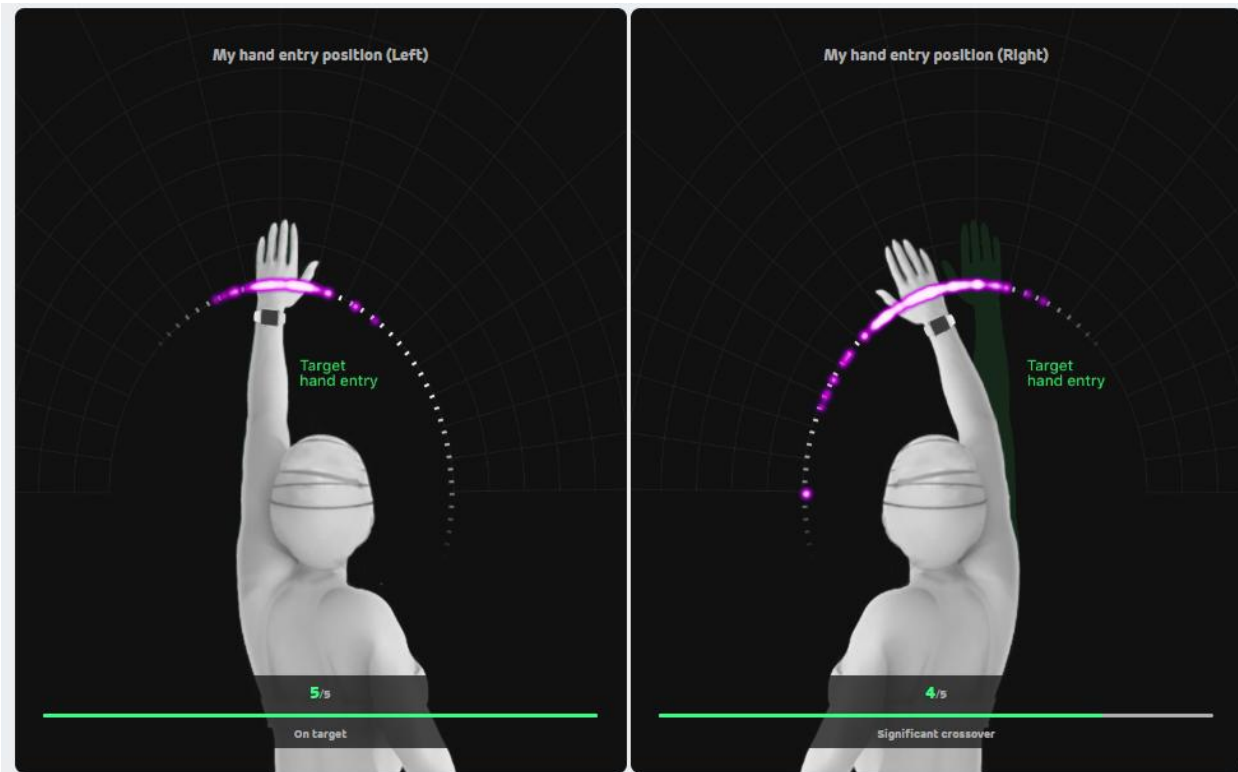 My hand entry position (Left)
Target
hand entry
5/5
On target
My hand entry position (Right)
Target
hand entry
4/5
Significant crossover